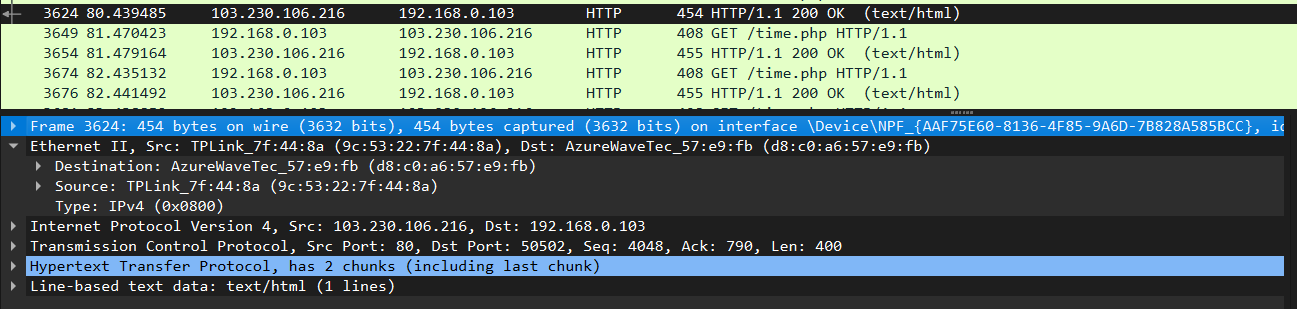 3624 80.439485 103.230.106.216 192.168.0.103 HTTP 454 HTTP/1.1 200 OK (text/html)
3649 81.470423 192.168.0.103 103.230.106.216 HTTP 408 GET /time.php HTTP/1.1
3654 81.479164 103.230.106.216 192.168.0.103 HTTP 455 HTTP/1.1 200 OK (text/html)
3674 82.435132 192.168.0.103 103.230.106.216 HTTP 408 GET /time.php HTTP/1.1
3676 82.441492 103.230.106.216 192.168.0.103 HTTP 455 HTTP/1.1 200 OK (text/html)
Frame 3624: 454 bytes on wire (3632 bits), 454 bytes captured (3632 bits) on interface \Device\NPF_{AAF75E60-8136-4F85-9A6D-7B828A585BCC}, id
Ethernet II, Src: TPLink_7f:44:8a (9c:53:22:7f:44:8a), Dst: AzureWaveTec_57:e9:fb (d8:c0:a6:57:e9:fb)
Destination: AzureWaveTec_57:e9:fb (d8:c0:a6:57:e9:fb)
Source: TPLink_7f:44:8a (9c:53:22:7f:44:8a)
Type: IPv4 (0x0800)
Internet Protocol Version 4, Src: 103.230.106.216, Dst: 192.168.0.103
Transmission Control Protocol, Src Port: 80, Dst Port: 50502, Seq: 4048, Ack: 790, Len: 400
Hypertext Transfer Protocol, has 2 chunks (including last chunk)
Line-based text data: text/html (1 lines)